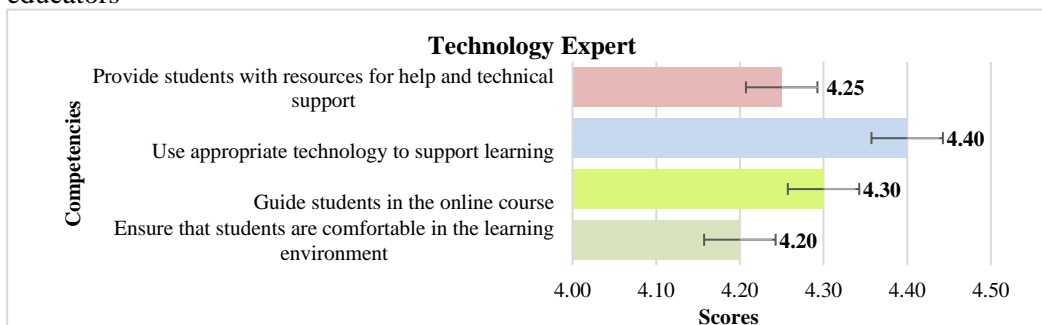 educators
Technology Expert
Provide students with resources for help and technical
support
Use appropriate technology to support learning
Guide students in the online course
Ensure that students are comfortable in the learning
environment
Competencies
4.25
4.40
4.30
4.20
4.00 4.10 4.20 4.30 4.40 4.50
Scores